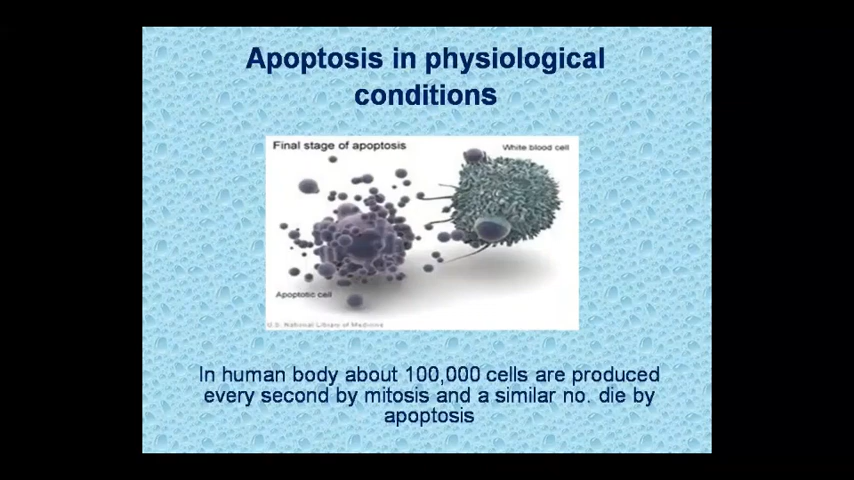 Apoptosis in physiological
conditions
Final stage of apoptosis
White blood cell
Apoptotic cell
U.S. National Library of Medicine
In human body about 100,000 cells are produced
every second by mitosis and a similar no. die by
apoptosis